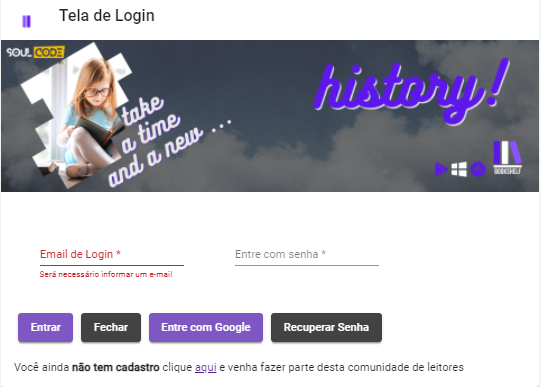 Tela de Login
SOUL CODE
history!
take
a time
and a new ...
BOOKSHELF
Email de Login *
Entre com senha *
Será necessário informar um e-mail
Entrar
Fechar
Entre com Google
Recuperar Senha
Você ainda não tem cadastro clique aqui e venha fazer parte desta comunidade de leitores